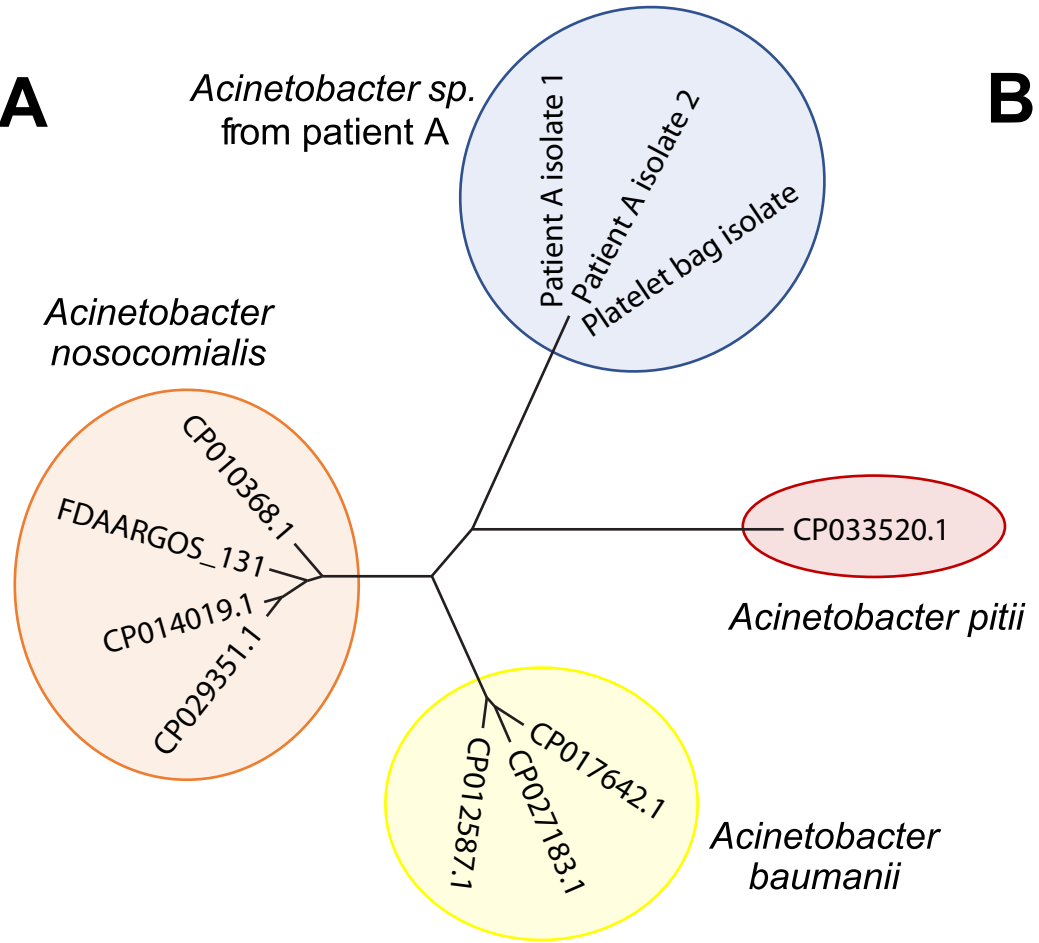 A
Acinetobacter sp.
from patient A
B
Patient A isolate 1
Patient A isolate 2
Platelet bag isolate
Acinetobacter
nosocomialis
CP010368.1
FDAARGOS_131
CP014019.1
CP029351.1
CP033520.1
Acinetobacter pitii
CP017642.1
CP027183.1
CP012587.1
Acinetobacter
baumanii